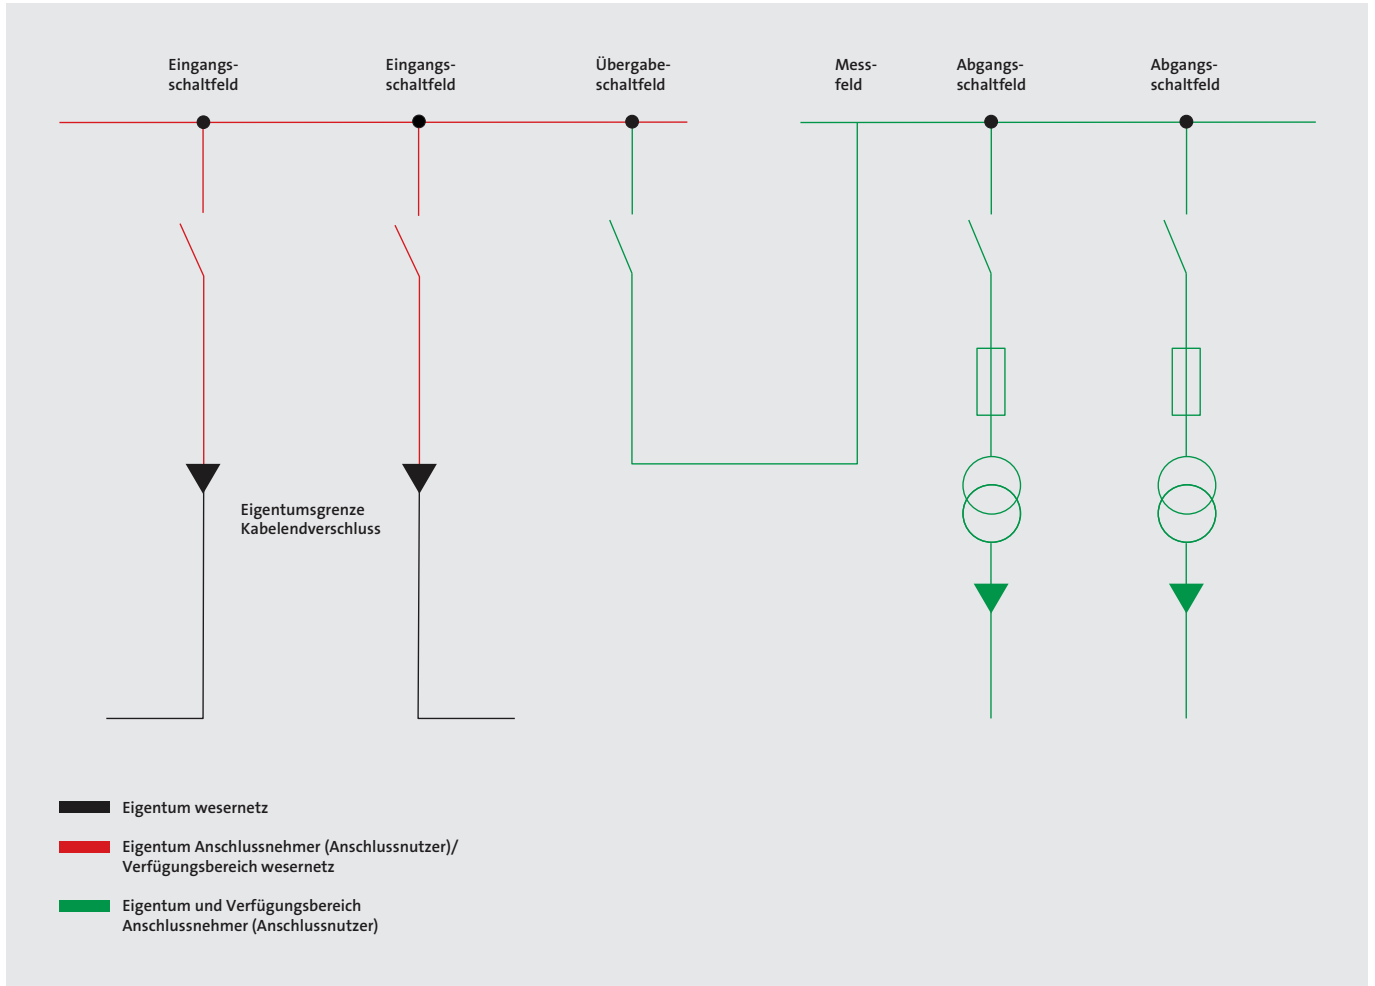 Eingangs-
schaltfeld
Eingangs-
schaltfeld
Übergabe-
schaltfeld
Mess-
feld
Abgangs-
schaltfeld
Abgangs-
schaltfeld
Eigentumsgrenze
Kabelendverschluss
Eigentum wesernetz
Eigentum Anschlussnehmer (Anschlussnutzer)/
Verfügungsbereich wesernetz
Eigentum und Verfügungsbereich
Anschlussnehmer (Anschlussnutzer)